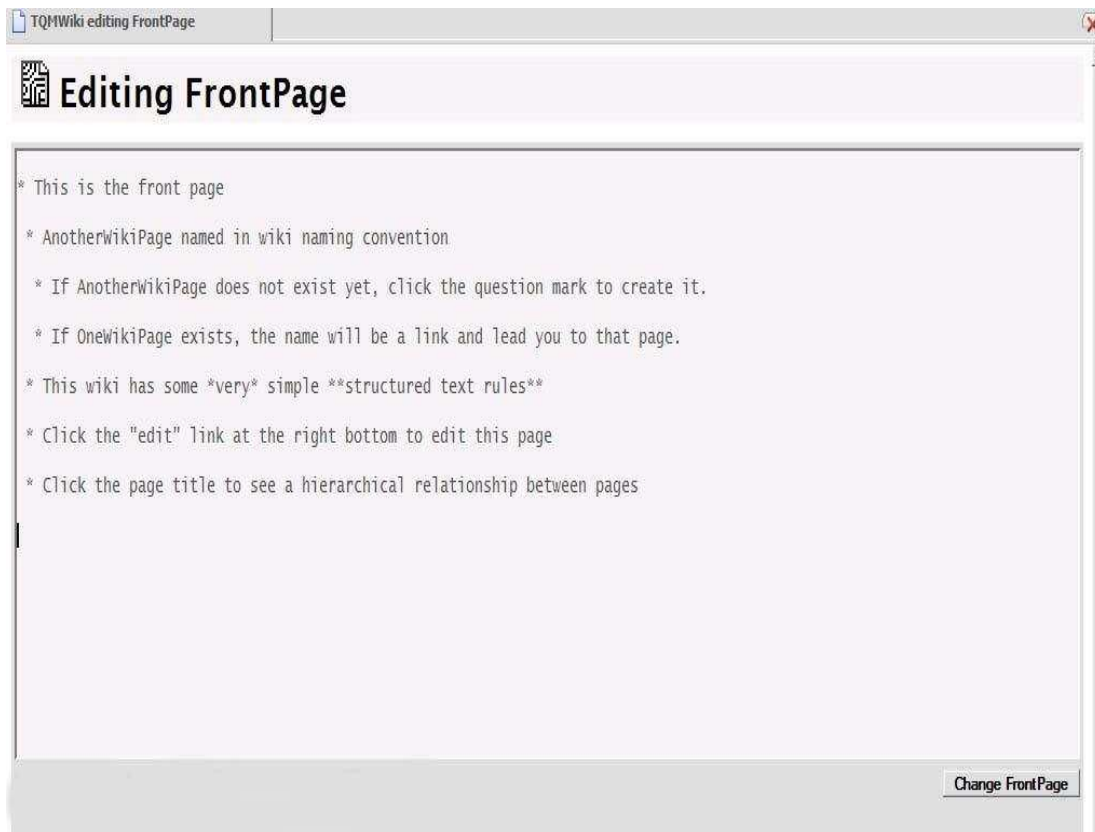 TQMWiki editing FrontPage
Editing FrontPage
* This is the front page
* AnotherWikiPage named in wiki naming convention
* If AnotherWikiPage does not exist yet, click the question mark to create it.
* If OneWikiPage exists, the name will be a link and lead you to that page.
* This wiki has some *very* simple **structured text rules**
* Click the "edit" link at the right bottom to edit this page
* Click the page title to see a hierarchical relationship between pages
Change FrontPage